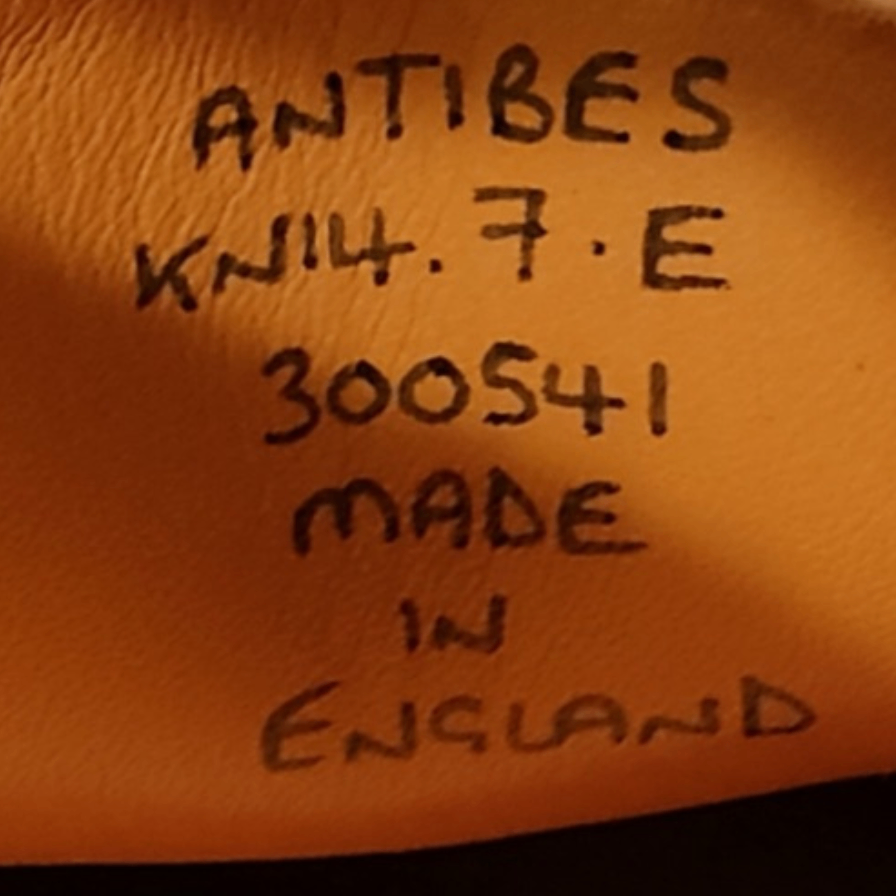 ANTIBES
KN14.7.E
300541
MADE
IN
ENGLAND